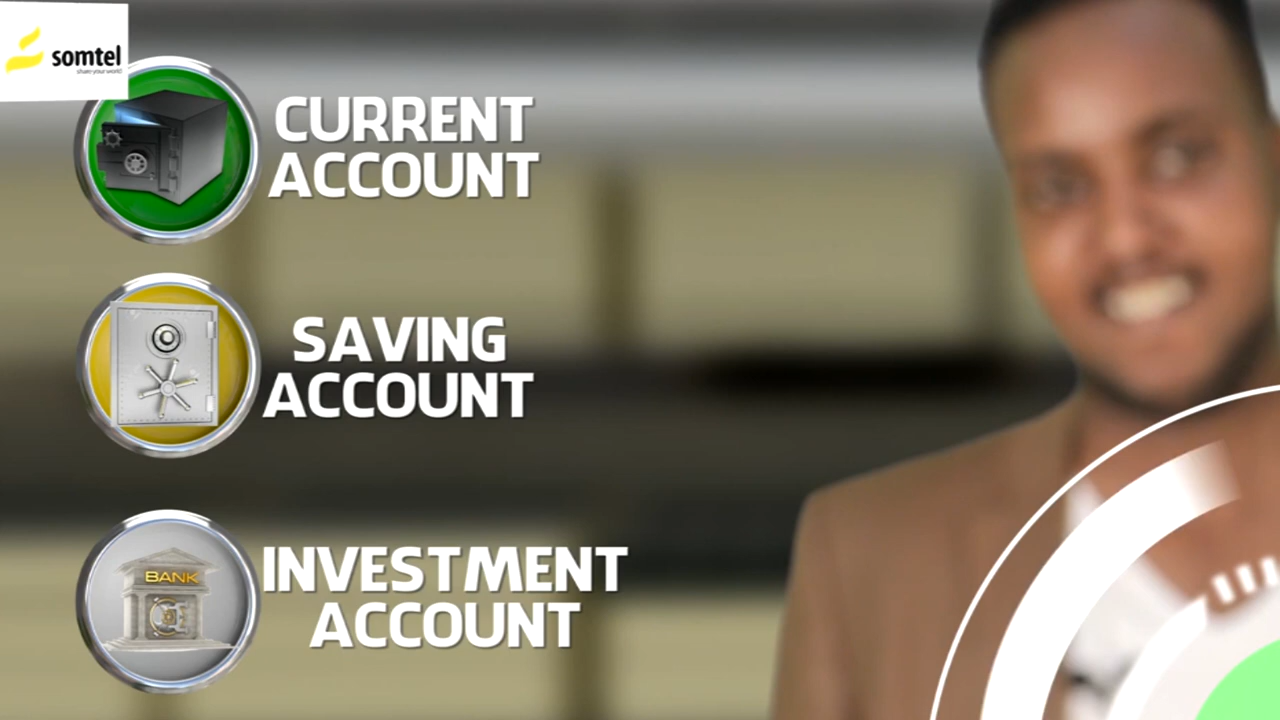 somtel
share your world
CURRENT
ACCOUNT
SAVING
ACCOUNT
INVESTMENT
ACCOUNT
BANK